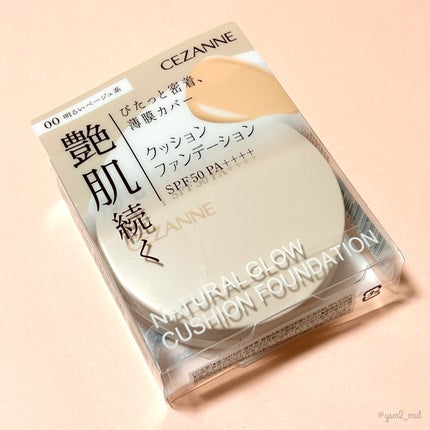 CEZANNE
00 明るいベージュ系
ぴたっと密着、
薄膜カバー
艶肌続く
クッション
ファンデーション
SPF50 PA++++
CEZANNE
NATURAL GLOW
CUSHION FOUNDATION
@yam2_mul